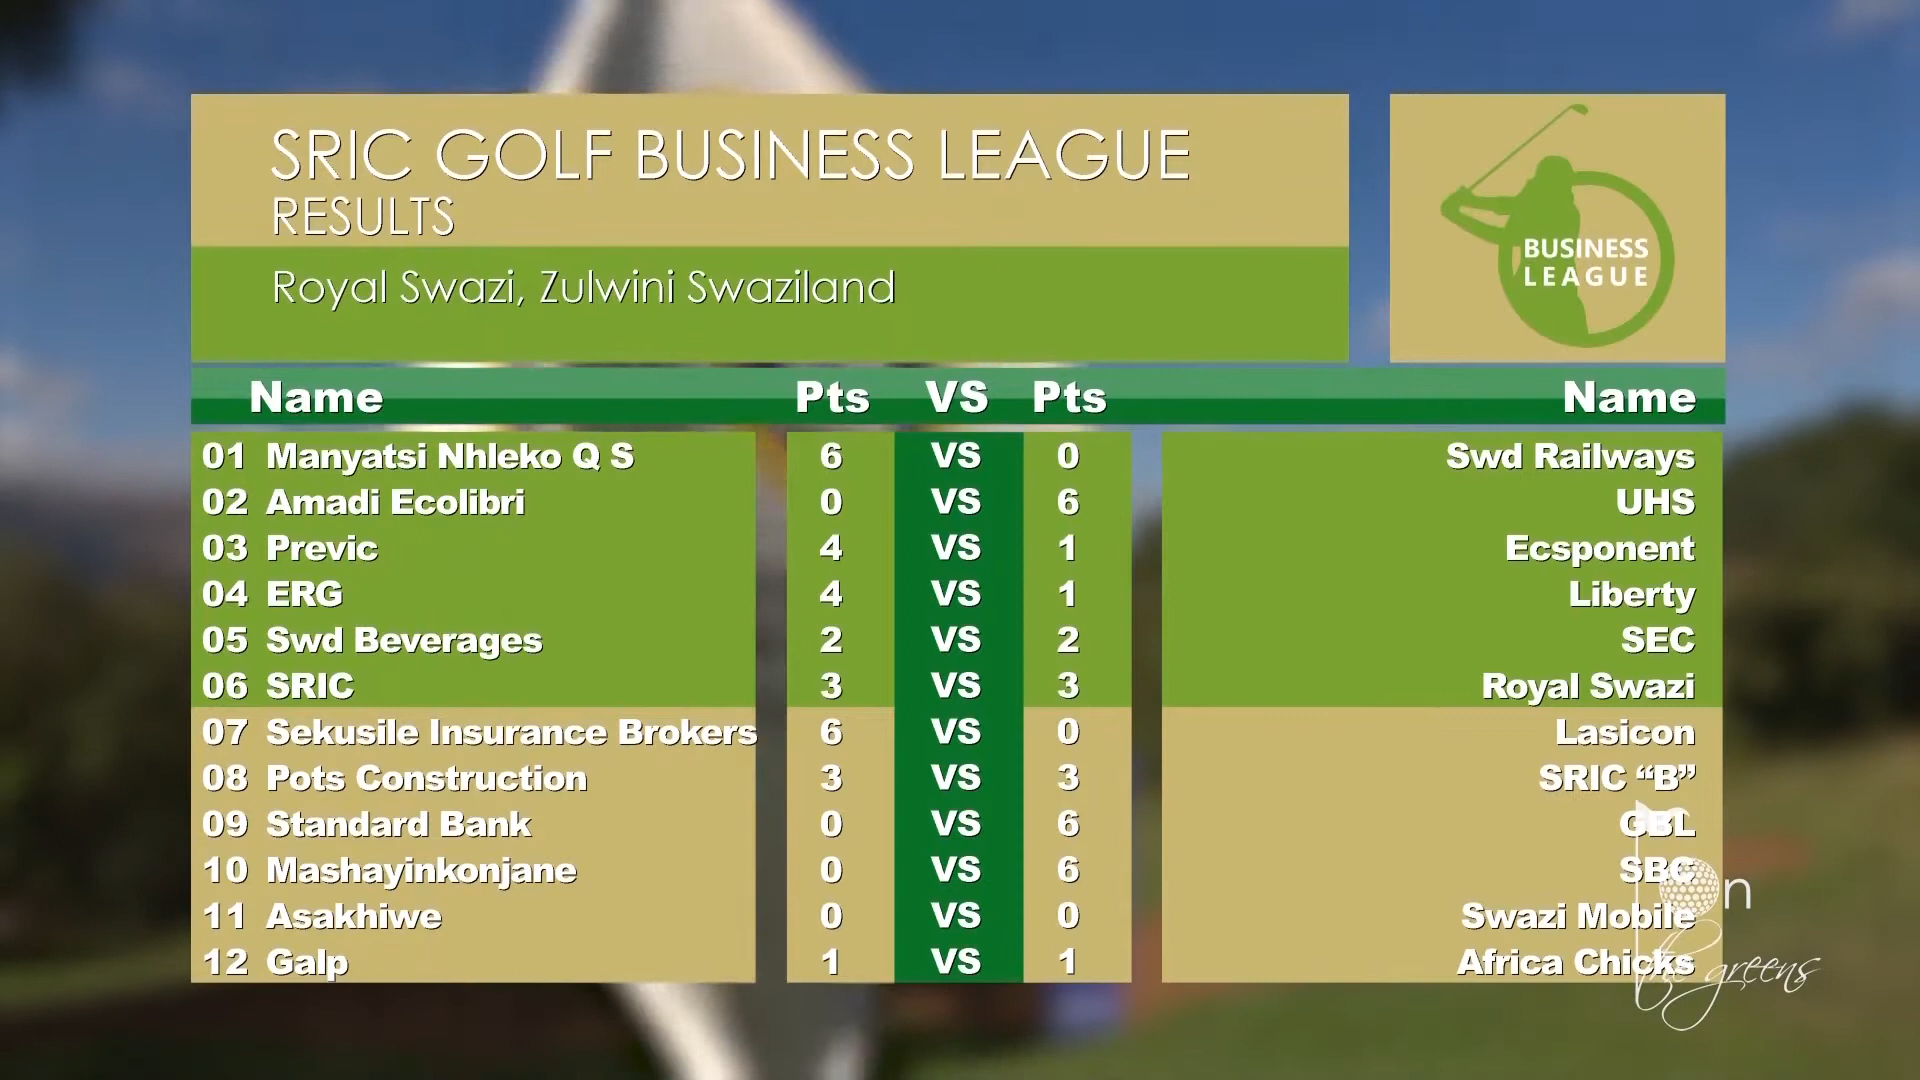 SRIC GOLF BUSINESS LEAGUE
RESULTS
Royal Swazi, Zulwini Swaziland
BUSINESS
LEAGUE
Name Pts VS Pts Name
01 Manyatsi Nhleko Q S 6 VS 0 Swd Railways
02 Amadi Ecolibri 0 VS 6 UHS
03 Previc 4 VS 1 Ecsponent
04 ERG 4 VS 1 Liberty
05 Swd Beverages 2 VS 2 SEC
06 SRIC 3 VS 3 Royal Swazi
07 Sekusile Insurance Brokers 6 VS 0 Lasicon
08 Pots Construction 3 VS 3 SRIC “B”
09 Standard Bank 0 VS 6 GBL
10 Mashayinkonjane 0 VS 6 SBC
11 Asakhiwe 0 VS 0 Swazi Mobile
12 Galp 1 VS 1 Africa Chicks
On
the greens